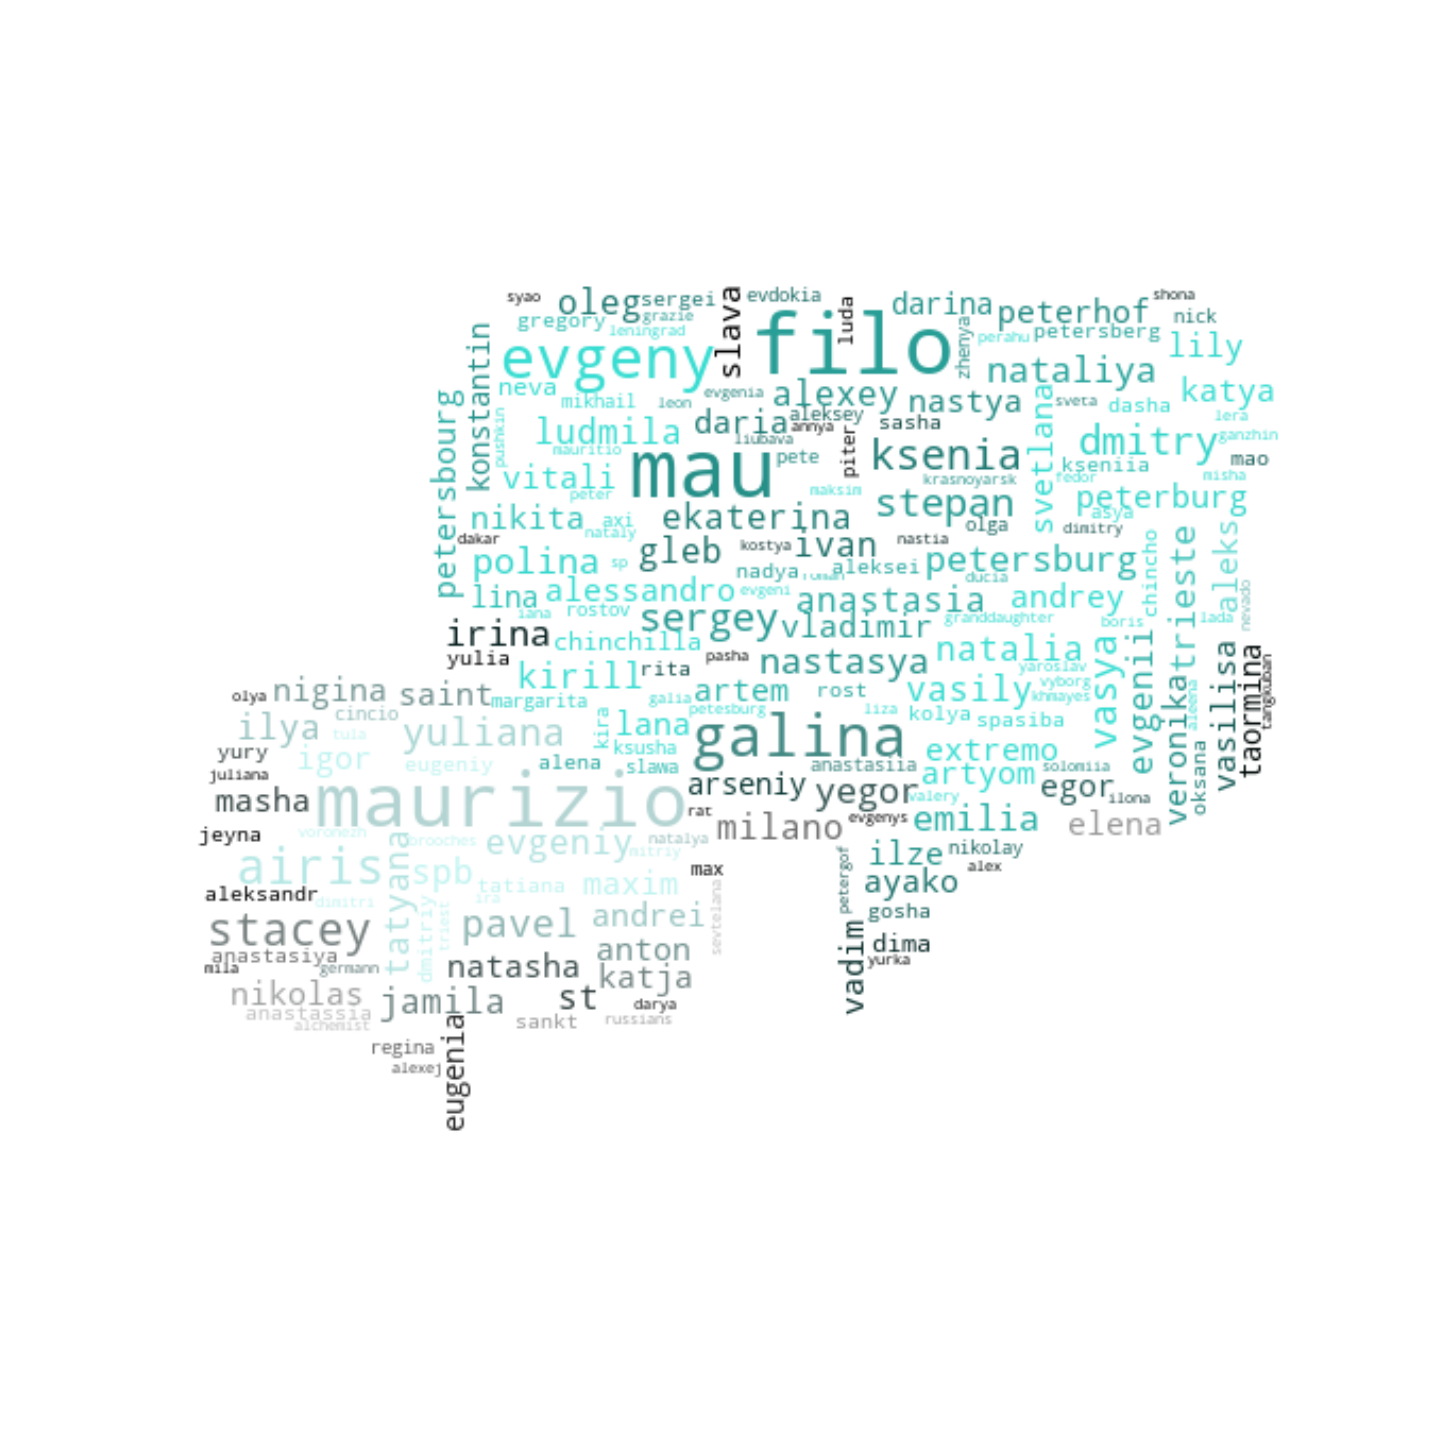 syao
oleg
sergei
slava
evdokia
luda
darina
peterhof
shona
nick
gregory
grazie
leningrad
filo
zhenya
perahu
petersberg
lily
konstantin
evgeny
nataliya
katya
petersbourg
neva
mikhail
leon
evgenia
alexey
nastya
svetlana
sveta
dasha
lera
pushkin
ludmila
daria
aleksey
annya
sasha
dmitry
ganzhin
mauritio
liubava
pete
piter
ksenia
kseniia
mao
vitali
mau
krasnoyarsk
fedor
misha
peter
maksim
stepan
peterburg
nikita
axi
nataly
ekaterina
olga
asya
dimitry
aleks
dakar
gleb
kostya
ivan
nastia
chincho
veronika
trieste
polina
sp
nadya
aleksei
petersburg
ducia
nevado
lina
alessandro
evgeni
anastasia
andrey
iana
rostov
sergey
vladimir
granddaughter
boris
lada
irina
chinchilla
natalia
vasya
evgenii
vasilisa
taormina
yulia
kirill
rita
pasha
nastasya
yaroslav
tangkuban
olya
nigina
saint
margarita
galia
artem
rost
vasily
khmayes
vyborg
aleena
cincio
petesburg
liza
kolya
spasiba
ilya
tula
yuliana
kira
lana
galina
yury
igor
eugeniy
alena
ksusha
slawa
anastasiia
extremo
solomiia
oksana
juliana
artyom
masha
maurizio
arseniy
yegor
valery
egor
ilona
jeyna
voronezh
brooches
rat
milano
evgenys
emilia
elena
tatyana
evgeniy
mitriy
natalya
petergof
ilze
nikolay
airis
spb
tatiana
maxim
max
alex
aleksandr
dimitri
dmitriy
triest
ira
sevtelana
ayako
stacey
pavel
andrei
gosha
anastasiya
anton
vadim
dima
yurka
mila
germann
natasha
katja
nikolas
jamila
st
darya
anastassia
alchemist
sankt
russians
regina
eugenia
alexej